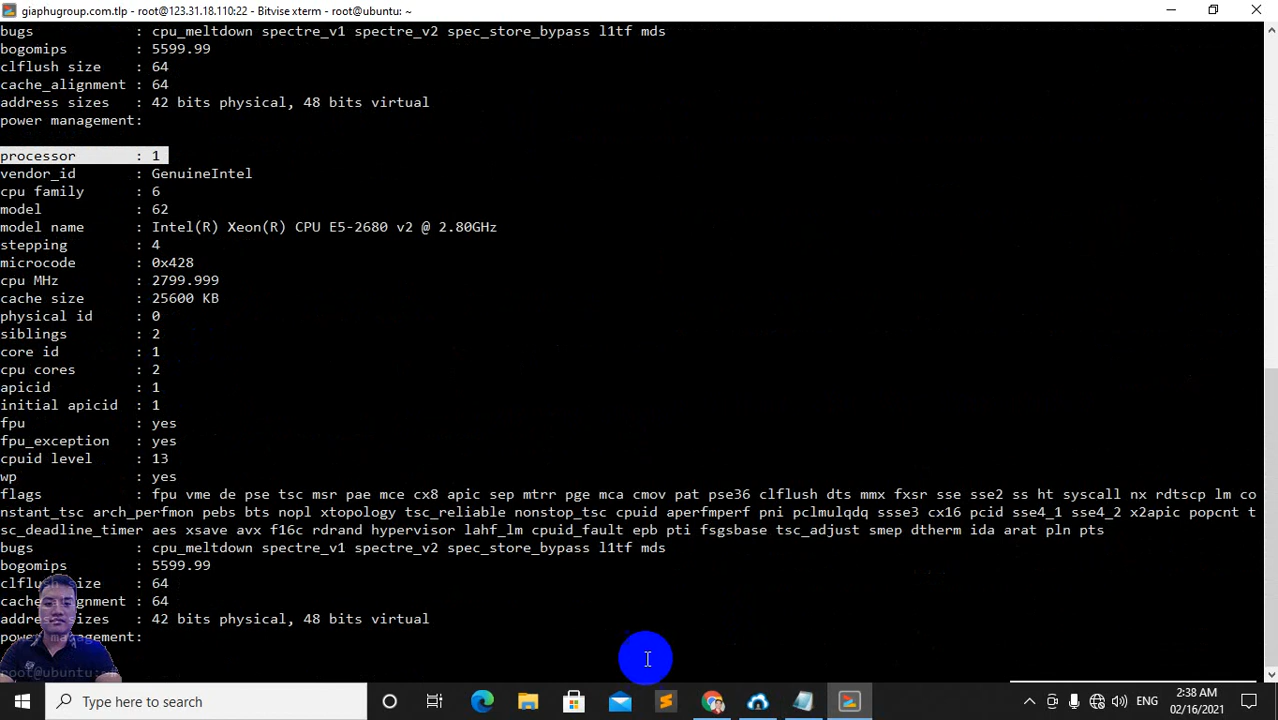 giaphugroup.com.tlp - root@123.31.18.110:22 - Bitvise xterm - root@ubuntu: ~
bugs : cpu_meltdown spectre_v1 spectre_v2 spec_store_bypass l1tf mds
bogomips : 5599.99
clflush size : 64
cache_alignment : 64
address sizes : 42 bits physical, 48 bits virtual
power management:
processor : 1
vendor_id : GenuineIntel
cpu family : 6
model : 62
model name : Intel(R) Xeon(R) CPU E5-2680 v2 @ 2.80GHz
stepping : 4
microcode : 0x428
cpu MHz : 2799.999
cache size : 25600 KB
physical id : 0
siblings : 2
core id : 1
cpu cores : 2
apicid : 1
initial apicid : 1
fpu : yes
fpu_exception : yes
cpuid level : 13
wp : yes
flags : fpu vme de pse tsc msr pae mce cx8 apic sep mtrr pge mca cmov pat pse36 clflush dts mmx fxsr sse sse2 ss ht syscall nx rdtscp lm co
nstant_tsc arch_perfmon pebs bts nopl xtopology tsc_reliable nonstop_tsc cpuid aperfmperf pni pclmulqdq ssse3 cx16 pcid sse4_1 sse4_2 x2apic popcnt t
sc_deadline_timer aes xsave avx f16c rdrand hypervisor lahf_lm cpuid_fault epb pti fsgsbase tsc_adjust smep dtherm ida arat pln pts
bugs : cpu_meltdown spectre_v1 spectre_v2 spec_store_bypass l1tf mds
bogomips : 5599.99
clflush size : 64
cache_alignment : 64
address sizes : 42 bits physical, 48 bits virtual
power management:
root@ubuntu:~#
Type here to search
ENG
2:38 AM
02/16/2021